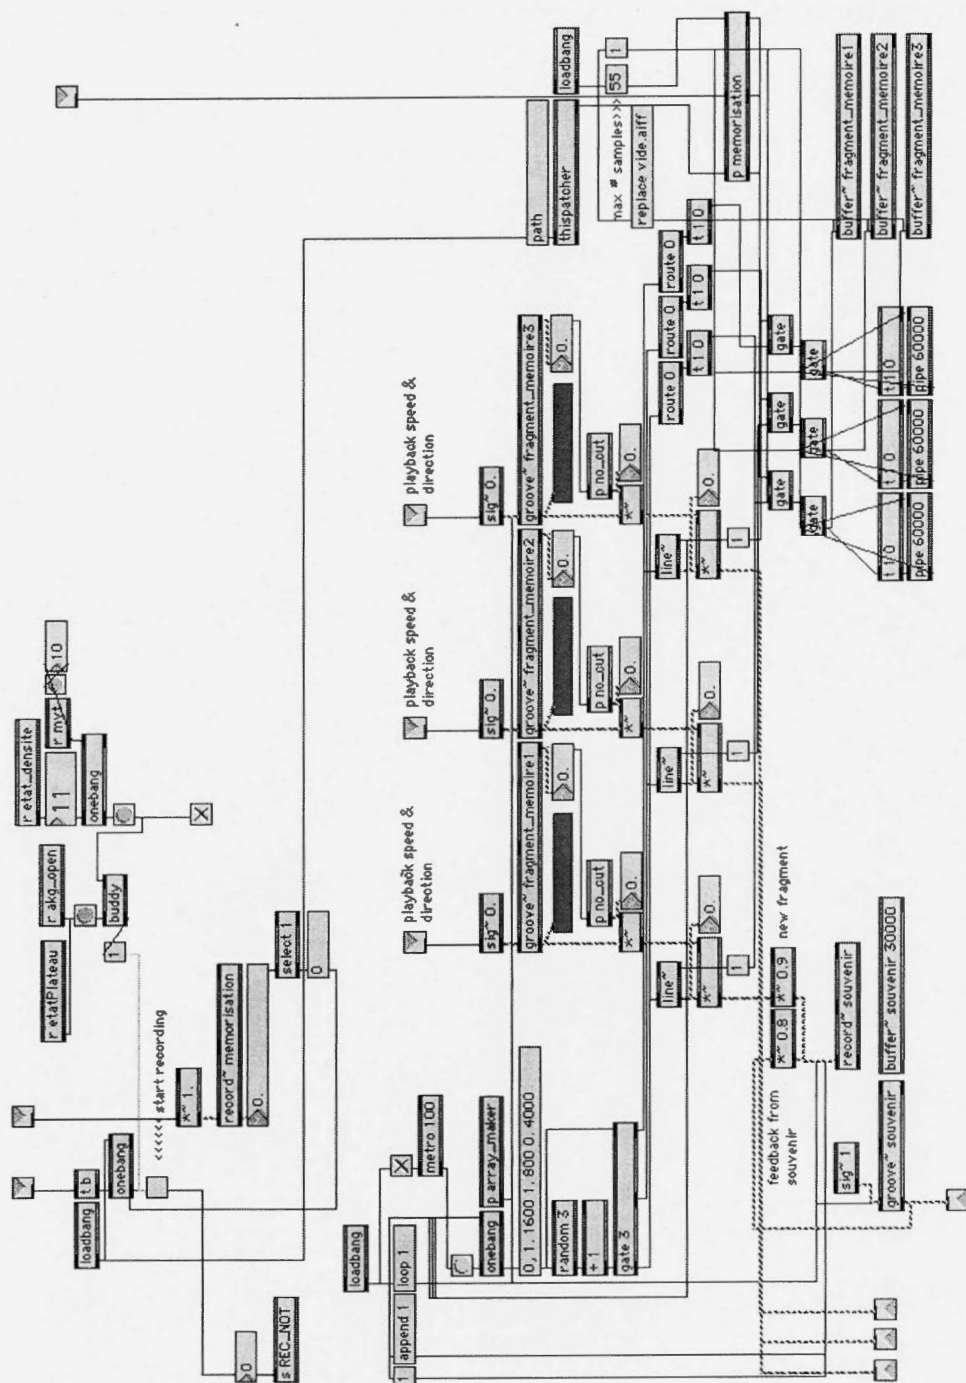 r etat_densite
11
r myt
10
onebang
r akg_open
r etatPlateau
buddy
1
<<<<< start recording
loadbang
t b
onebang
*~ 1.
record~ memorisation
0.
select 1
0
0
s REC_NOT
path
thispatcher
loadbang
max # samples>>>
55
1
replace vide.aiff
p memorisation
loadbang
metro 100
1
append 1
loop 1
onebang
p array_maker
0, 1. 1600 1. 800 0. 4000
random 3
+ 1
gate 3
playback speed &
direction
sig~ 0.
groove~ fragment_memoire1
0.
p no_out
*~
0.
playback speed &
direction
sig~ 0.
groove~ fragment_memoire2
0.
p no_out
*~
0.
playback speed &
direction
sig~ 0.
groove~ fragment_memoire3
0.
p no_out
*~
0.
route 0
route 0
route 0
t 1 0
t 1 0
t 1 0
line~
*~
0.
1
line~
*~
0.
1
line~
*~
0.
1
gate
gate
gate
gate
gate
gate
t 1 0
t 1 0
t 1 0
pipe 60000
pipe 60000
pipe 60000
buffer~ fragment_memoire1
buffer~ fragment_memoire2
buffer~ fragment_memoire3
feedback from
souvenir
*~ 0.8
*~ 0.9
new fragment
sig~ 1
record~ souvenir
groove~ souvenir
buffer~ souvenir 30000